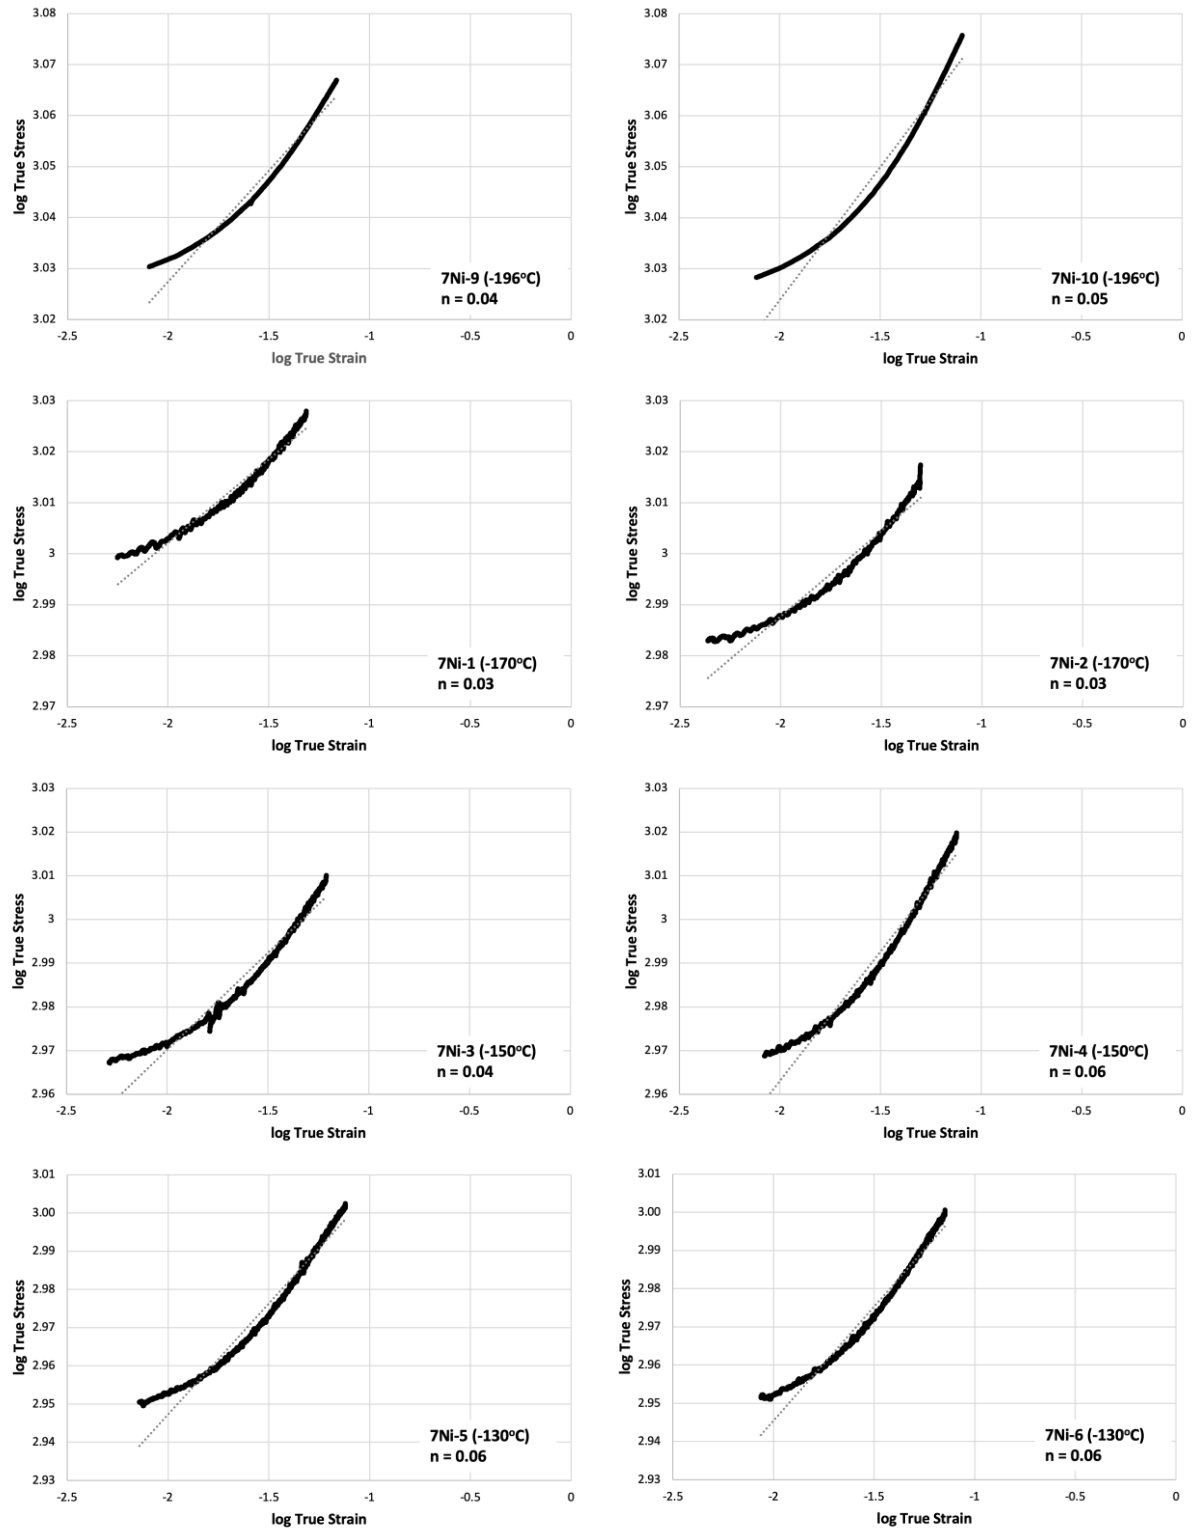 3.08
3.07
3.06
3.05
3.04
3.03
3.02
log True Stress
7Ni-9 (-196°C)
n = 0.04
-2.5 -2 -1.5 -1 -0.5 0
log True Strain
3.08
3.07
3.06
3.05
3.04
3.03
3.02
log True Stress
7Ni-10 (-196°C)
n = 0.05
-2.5 -2 -1.5 -1 -0.5 0
log True Strain
3.03
3.02
3.01
3
2.99
2.98
2.97
log True Stress
7Ni-1 (-170°C)
n = 0.03
-2.5 -2 -1.5 -1 -0.5 0
log True Strain
3.03
3.02
3.01
3
2.99
2.98
2.97
log True Stress
7Ni-2 (-170°C)
n = 0.03
-2.5 -2 -1.5 -1 -0.5 0
log True Strain
3.03
3.02
3.01
3
2.99
2.98
2.97
2.96
log True Stress
7Ni-3 (-150°C)
n = 0.04
-2.5 -2 -1.5 -1 -0.5 0
log True Strain
3.03
3.02
3.01
3
2.99
2.98
2.97
2.96
log True Stress
7Ni-4 (-150°C)
n = 0.06
-2.5 -2 -1.5 -1 -0.5 0
log True Strain
3.01
3.00
2.99
2.98
2.97
2.96
2.95
2.94
2.93
log True Stress
7Ni-5 (-130°C)
n = 0.06
-2.5 -2 -1.5 -1 -0.5 0
log True Strain
3.01
3.00
2.99
2.98
2.97
2.96
2.95
2.94
2.93
log True Stress
7Ni-6 (-130°C)
n = 0.06
-2.5 -2 -1.5 -1 -0.5 0
log True Strain